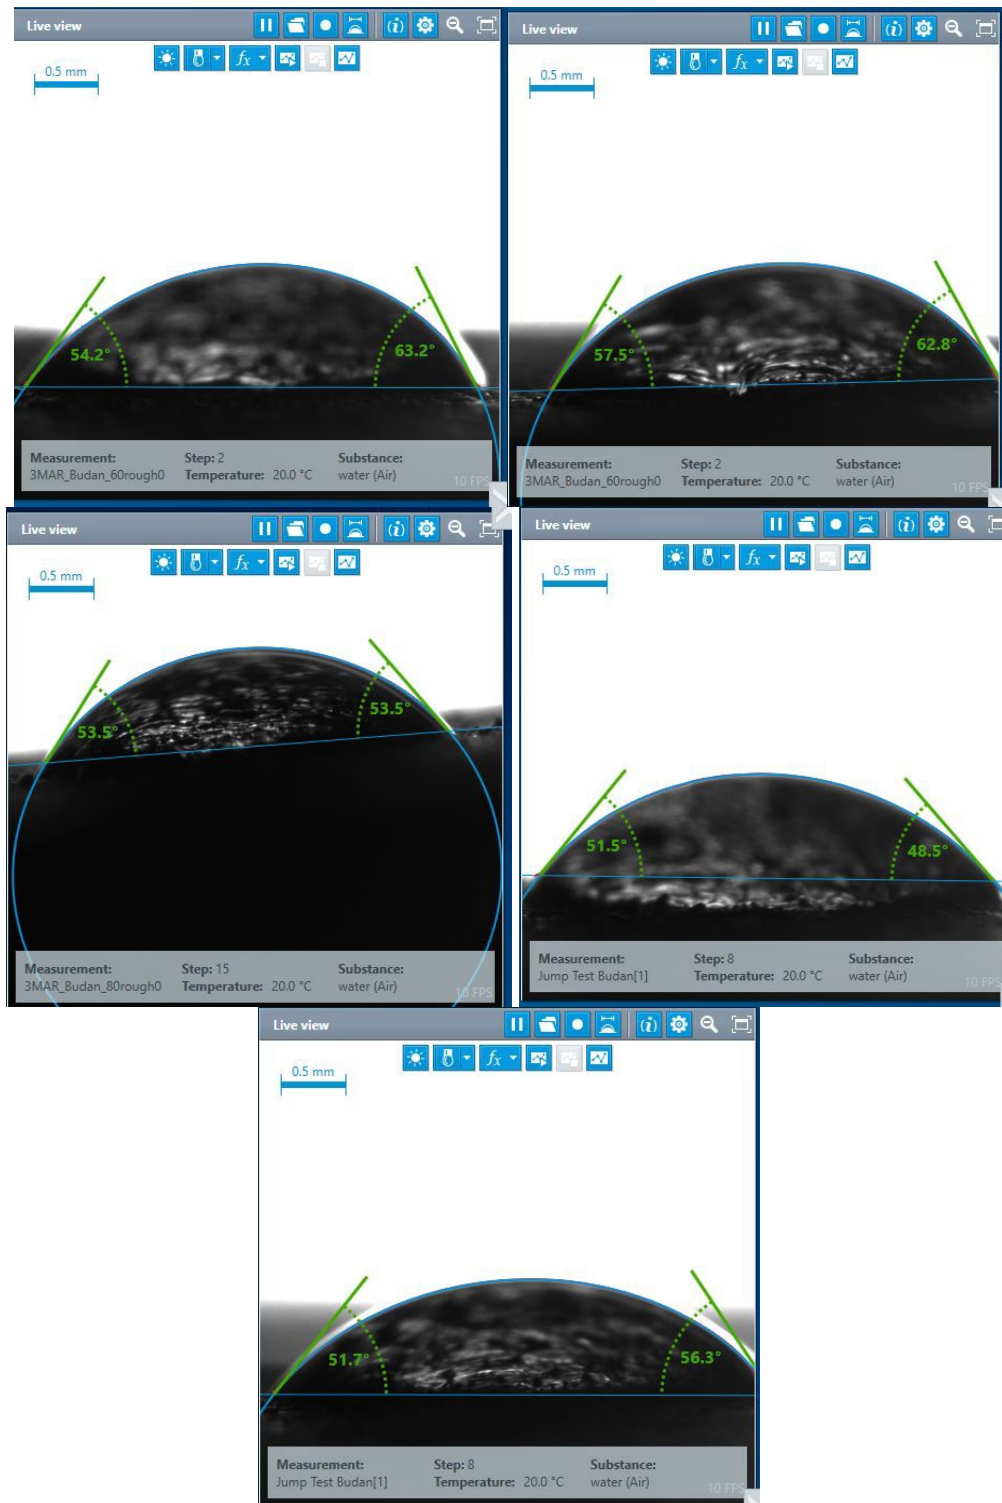 Live view
0.5 mm
54.2°
63.2°
Measurement: Step: 2 Substance:
3MAR_Budan_60rough0 Temperature: 20.0 °C water (Air)
10 FPS
Live view
0.5 mm
57.5°
62.8°
Measurement: Step: 2 Substance:
3MAR_Budan_60rough0 Temperature: 20.0 °C water (Air)
10 FPS
Live view
0.5 mm
53.5°
53.5°
Measurement: Step: 15 Substance:
3MAR_Budan_80rough0 Temperature: 20.0 °C water (Air)
10 FPS
Live view
0.5 mm
51.5°
48.5°
Measurement: Step: 8 Substance:
Jump Test Budan[1] Temperature: 20.0 °C water (Air)
10 FPS
Live view
0.5 mm
51.7°
56.3°
Measurement: Step: 8 Substance:
Jump Test Budan[1] Temperature: 20.0 °C water (Air)
10 FPS